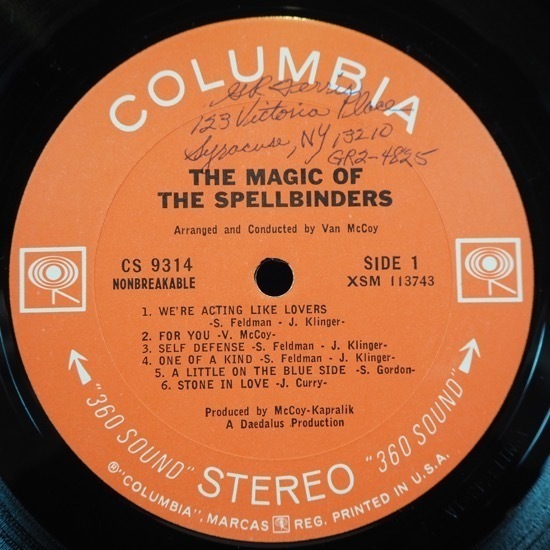 COLUMBIA
123 Victoria Place
Syracuse, NY 13210
GR2-4825
THE MAGIC OF
THE SPELLBINDERS
Arranged and Conducted by Van McCoy
CS 9314
NONBREAKABLE
SIDE 1
XSM 113743
1. WE'RE ACTING LIKE LOVERS
-S. Feldman - J. Klinger-
2. FOR YOU -V. McCoy-
3. SELF DEFENSE -S. Feldman - J. Klinger-
4. ONE OF A KIND -S. Feldman - J. Klinger-
5. A LITTLE ON THE BLUE SIDE -S. Gordon-
6. STONE IN LOVE -J. Curry-
Produced by McCoy-Kapralik
A Daedalus Production
"360 SOUND" STEREO "360 SOUND"
®"COLUMBIA", MARCAS REG. PRINTED IN U.S.A.